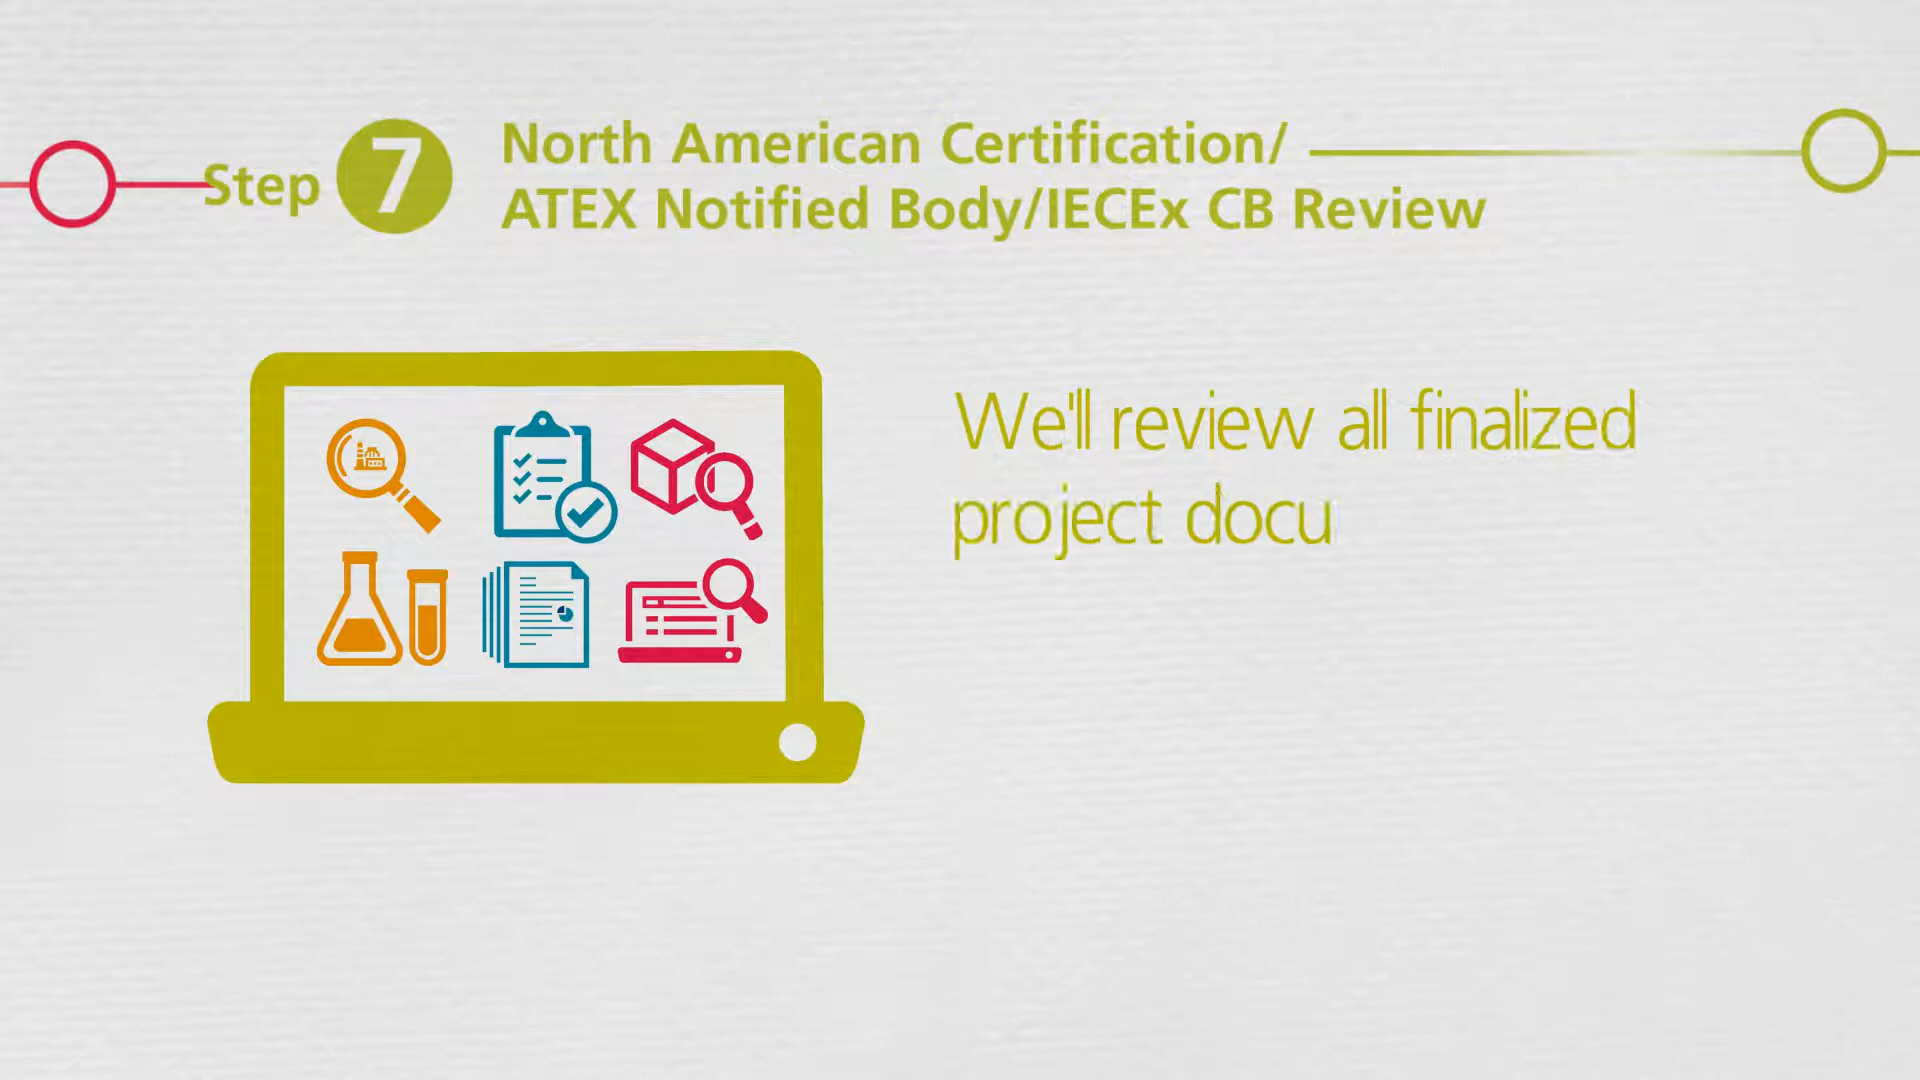 Step 7
North American Certification/
ATEX Notified Body/IECEx CB Review
We'll review all finalized
project docu